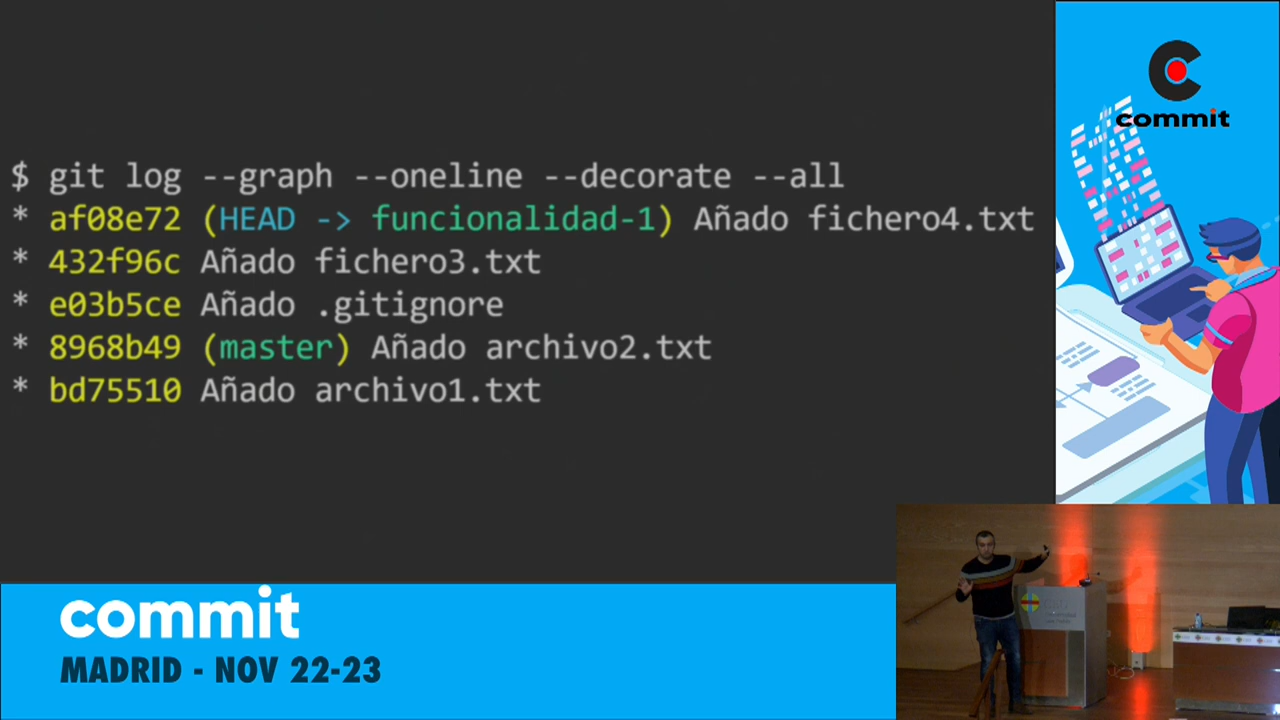 $ git log --graph --oneline --decorate --all
* af08e72 (HEAD -> funcionalidad-1) Añado fichero4.txt
* 432f96c Añado fichero3.txt
* e03b5ce Añado .gitignore
* 8968b49 (master) Añado archivo2.txt
* bd75510 Añado archivo1.txt
commit
commit
MADRID - NOV 22-23